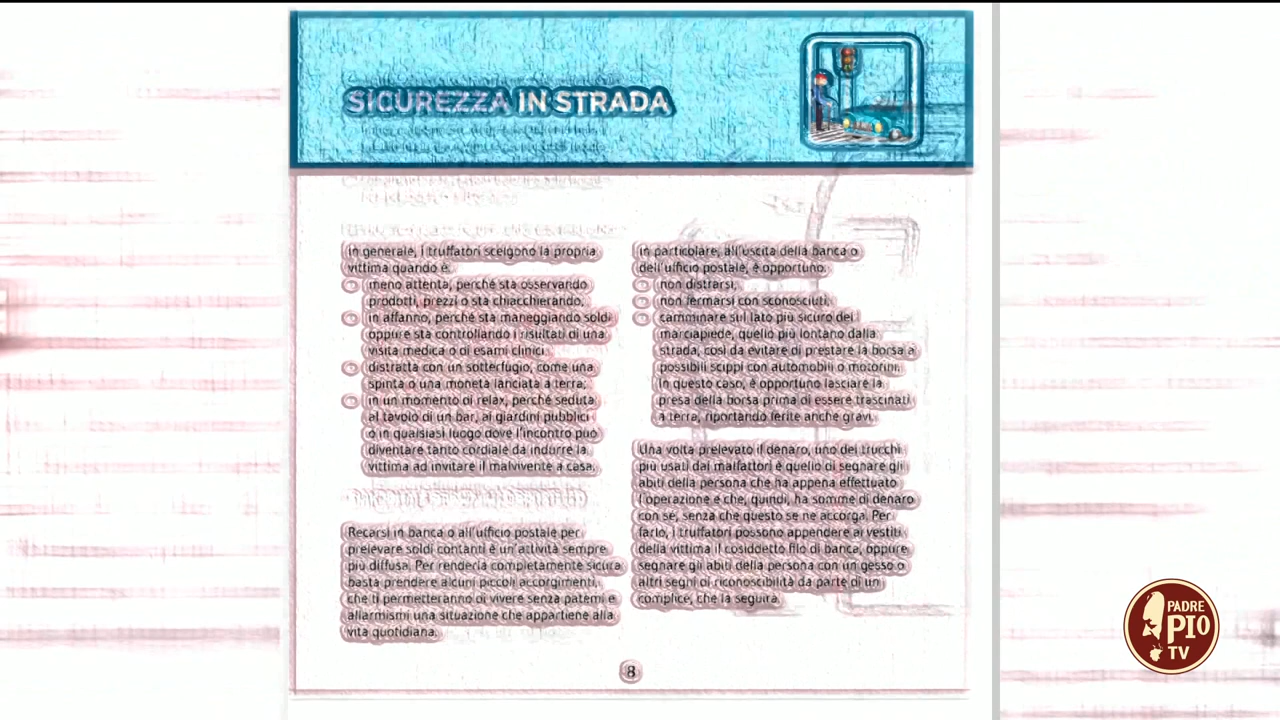 SICUREZZA IN STRADA
In generale, i truffatori scelgono la propria
vittima quando è:
meno attenta, perché sta osservando
prodotti, prezzi o sta chiacchierando;
in affanno, perché sta maneggiando soldi
oppure sta controllando i risultati di una
visita medica o di esami clinici;
distratta con un sotterfugio, come una
spinta o una moneta lanciata a terra;
in un momento di relax, perché seduta
al tavolo di un bar, ai giardini pubblici
o in qualsiasi luogo dove l'incontro può
diventare tanto cordiale da indurre la
vittima ad invitare il malvivente a casa.
Recarsi in banca o all'ufficio postale per
prelevare soldi contanti è un'attività sempre
più diffusa. Per renderla completamente sicura
basta prendere alcuni piccoli accorgimenti,
che ti permetteranno di vivere senza patemi e
allarmismi una situazione che appartiene alla
vita quotidiana.
In particolare, all'uscita della banca o
dell'ufficio postale, è opportuno:
non distrarsi;
non fermarsi con sconosciuti;
camminare sul lato più sicuro del
marciapiede, quello più lontano dalla
strada, così da evitare di prestare la borsa a
possibili scippi con automobili o motorini.
In questo caso, è opportuno lasciare la
presa della borsa prima di essere trascinati
a terra, riportando ferite anche gravi.
Una volta prelevato il denaro, uno dei trucchi
più usati dai malfattori è quello di segnare gli
abiti della persona che ha appena effettuato
l'operazione e che, quindi, ha somme di denaro
con sé, senza che questo se ne accorga. Per
farlo, i truffatori possono appendere ai vestiti
della vittima il cosiddetto filo di banca, oppure
segnare gli abiti della persona con un gesso o
altri segni di riconoscibilità da parte di un
complice, che la seguirà.
8
PADRE
PIO
TV